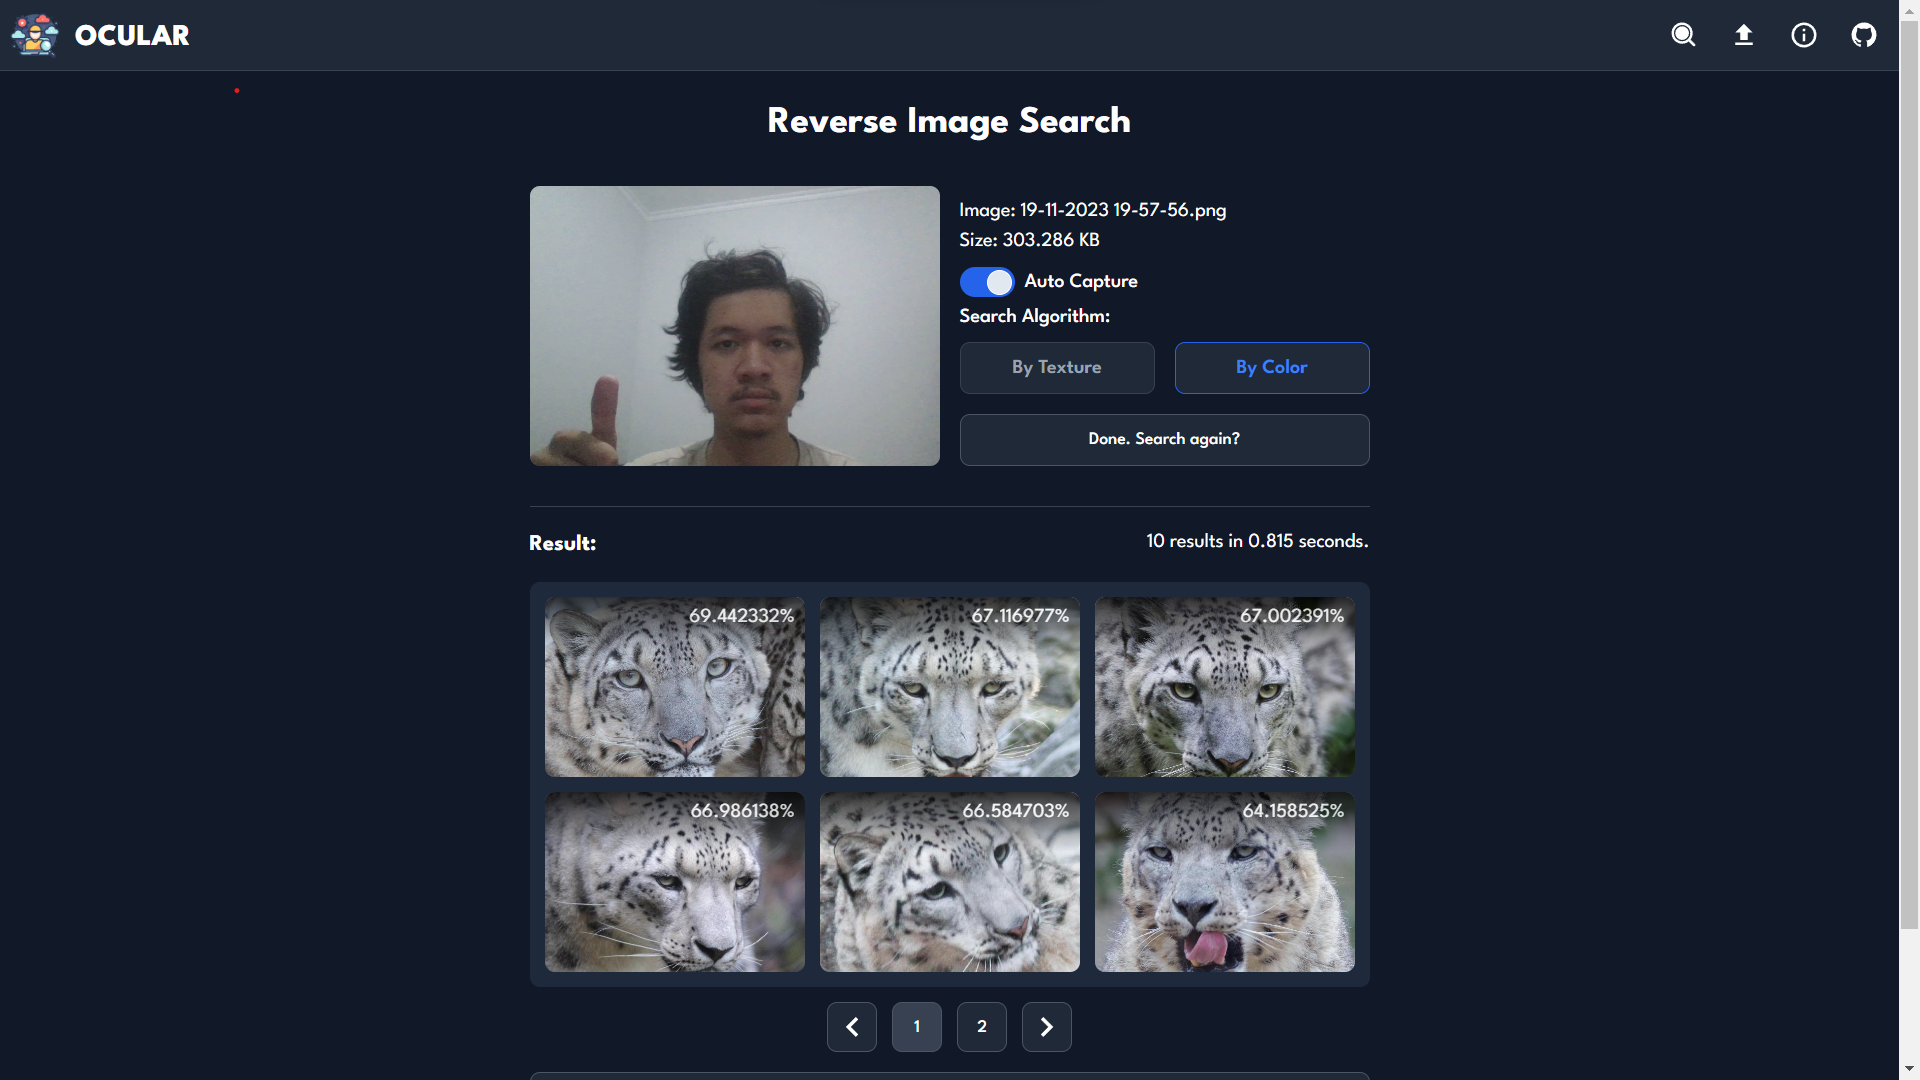 OCULAR
Reverse Image Search
Image: 19-11-2023 19-57-56.png
Size: 303.286 KB
Auto Capture
Search Algorithm:
By Texture
By Color
Done. Search again?
Result:
10 results in 0.815 seconds.
69.442332%
67.116977%
67.002391%
66.986138%
66.584703%
64.158525%
1
2